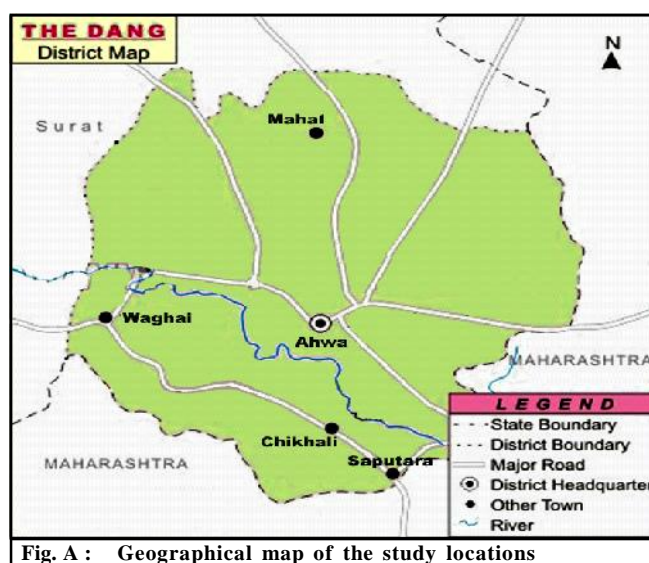 THE DANG
District Map
N
Mahal
Surat
Waghai
Ahwa
MAHARASHTRA
Chikhali
Saputara
MAHARASHTRA
LEGEND
State Boundary
District Boundary
Major Road
District Headquarter
Other Town
River
Fig. A : Geographical map of the study locations